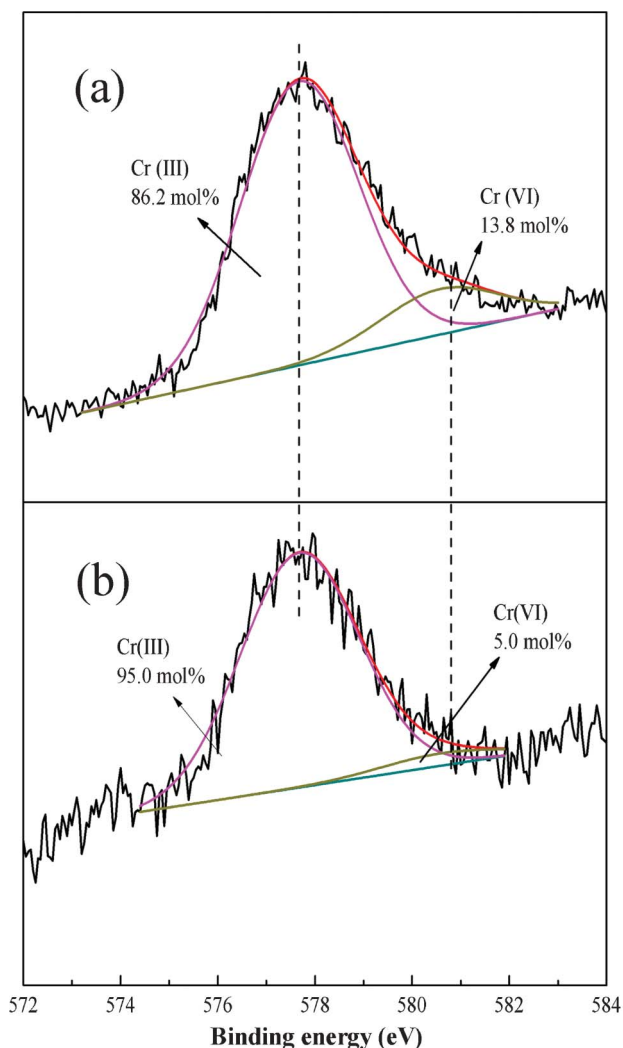 (a)
Cr (III)
86.2 mol%
Cr (VI)
13.8 mol%
(b)
Cr(III)
95.0 mol%
Cr(VI)
5.0 mol%
572 574 576 578 580 582 584
Binding energy (eV)